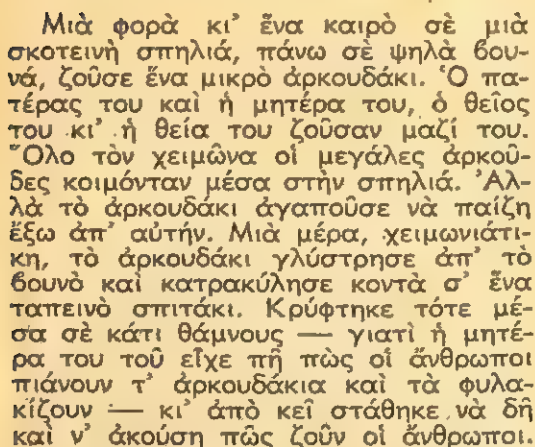 Μιὰ φορὰ κι' ἕνα καιρὸ σὲ μιὰ
σκοτεινὴ σπηλιά, πάνω σὲ ψηλὰ βου-
νά, ζοῦσε ἕνα μικρὸ ἀρκουδάκι. Ὁ πα-
τέρας του καὶ ἡ μητέρα του, ὁ θεῖος
του κι' ἡ θεία του ζοῦσαν μαζί του.
Ὅλο τὸν χειμῶνα οἱ μεγάλες ἀρκοῦ-
δες κοιμόνταν μέσα στὴν σπηλιά. Ἀλ-
λὰ τὸ ἀρκουδάκι ἀγαποῦσε νὰ παίζη
ἔξω ἀπ' αὐτήν. Μιὰ μέρα, χειμωνιάτι-
κη, τὸ ἀρκουδάκι γλύστρησε ἀπ' τὸ
βουνὸ καὶ κατρακύλησε κοντὰ σ' ἕνα
ταπεινὸ σπιτάκι. Κρύφτηκε τότε μέ-
σα σὲ κάτι θάμνους — γιατὶ ἡ μητέ-
ρα του τοῦ εἶχε πῆ πὼς οἱ ἄνθρωποι
πιάνουν τ' ἀρκουδάκια καὶ τὰ φυλα-
κίζουν — κι' ἀπὸ κεῖ στάθηκε νὰ δῆ
καὶ ν' ἀκούση πῶς ζοῦν οἱ ἄνθρωποι.